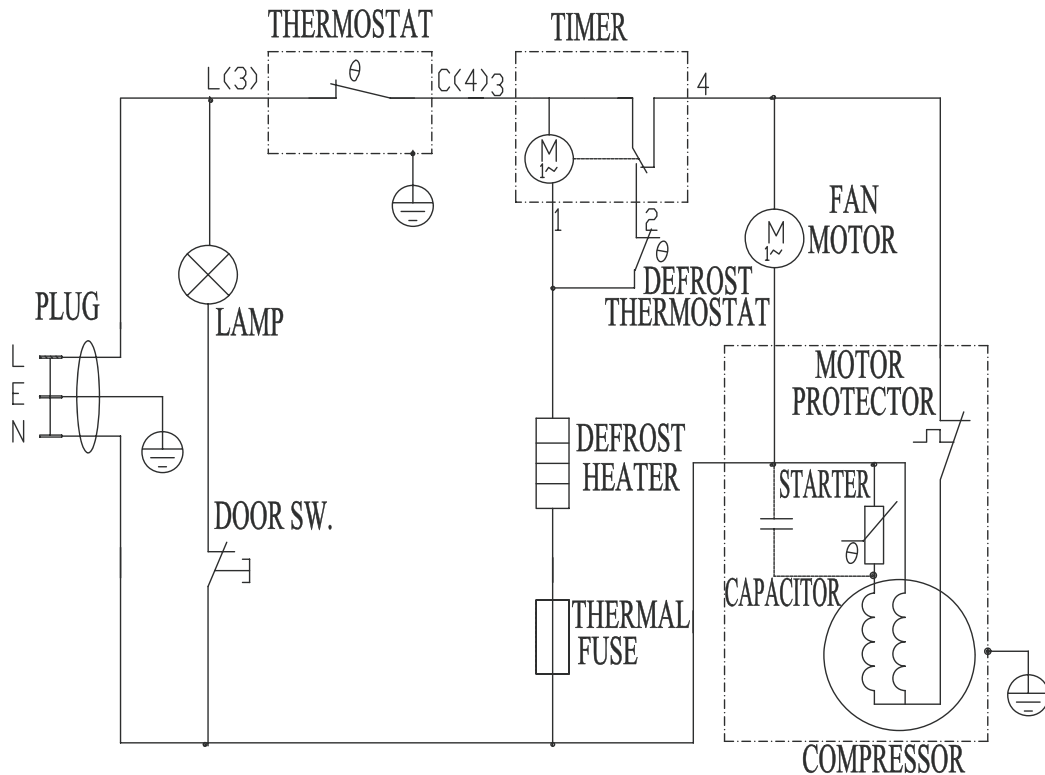 THERMOSTAT
TIMER
L(3)
θ
C(4)
3
4
M
1~
1
2
θ
DEFROST
THERMOSTAT
M
1~
FAN
MOTOR
LAMP
PLUG
L
E
N
MOTOR
PROTECTOR
DEFROST
HEATER
STARTER
θ
DOOR SW.
CAPACITOR
THERMAL
FUSE
COMPRESSOR